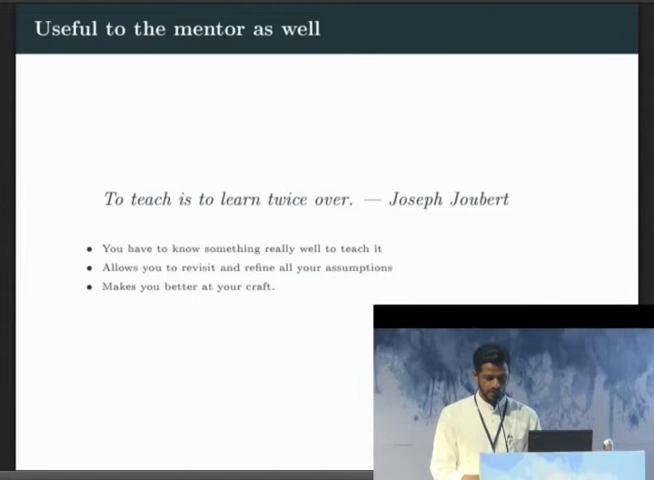 Useful to the mentor as well
To teach is to learn twice over. — Joseph Joubert
• You have to know something really well to teach it
• Allows you to revisit and refine all your assumptions
• Makes you better at your craft.